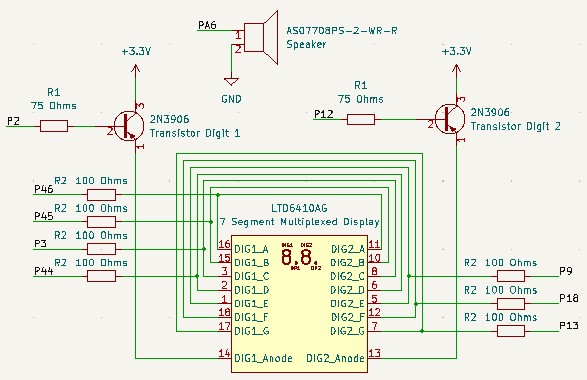 PA6
1
2
AS07708PS-2-WR-R
Speaker
GND
+3.3V
R1
75 Ohms
P2
2
3
1
2N3906
Transistor Digit 1
+3.3V
R1
75 Ohms
P12
2
3
1
2N3906
Transistor Digit 2
P46
R2 100 Ohms
P45
R2 100 Ohms
P3
R2 100 Ohms
P44
R2 100 Ohms
LTD6410AG
7 Segment Multiplexed Display
DIG1 DIG2
8.8.
DP1 DP2
16 DIG1_A DIG2_A 11
15 DIG1_B DIG2_B 10
3 DIG1_C DIG2_C 8
2 DIG1_D DIG2_D 6
1 DIG1_E DIG2_E 5
18 DIG1_F DIG2_F 12
17 DIG1_G DIG2_G 7
14 DIG1_Anode DIG2_Anode 13
R2 100 Ohms
P9
R2 100 Ohms
P18
R2 100 Ohms
P13